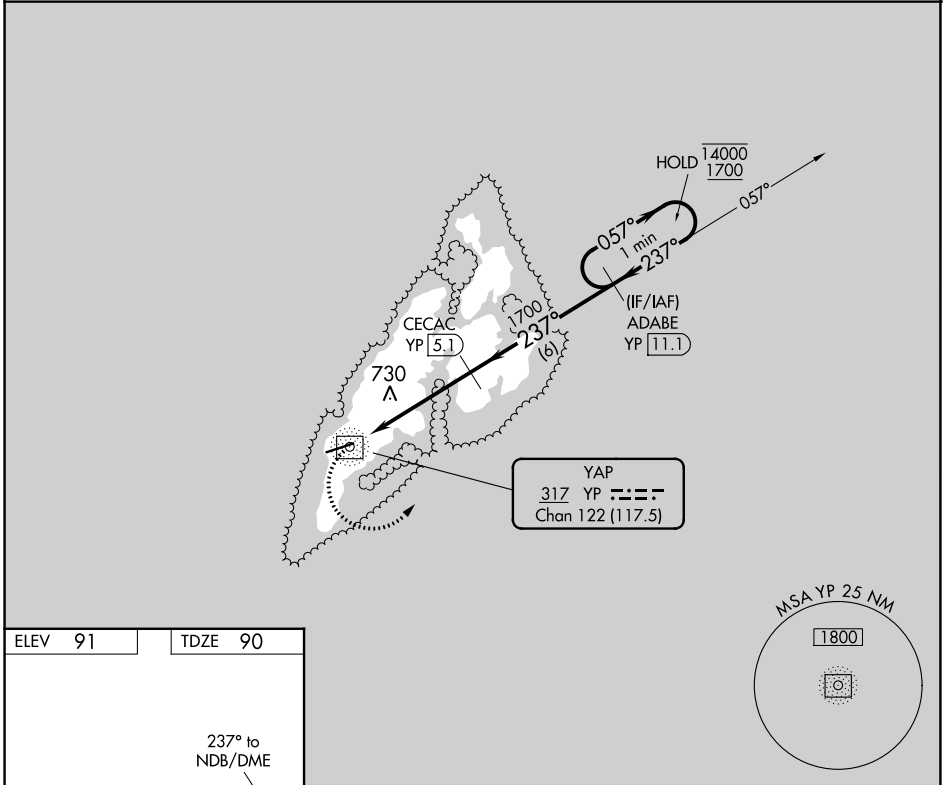 HOLD 14000
1700
057°
057°
1 min
237°
(IF/IAF)
ADABE
YP 11.1
1700
237°
(6)
CECAC
YP 5.1
730
YAP
317 YP
Chan 122 (117.5)
MSA YP 25 NM
1800
ELEV 91
TDZE 90
237° to
NDB/DME